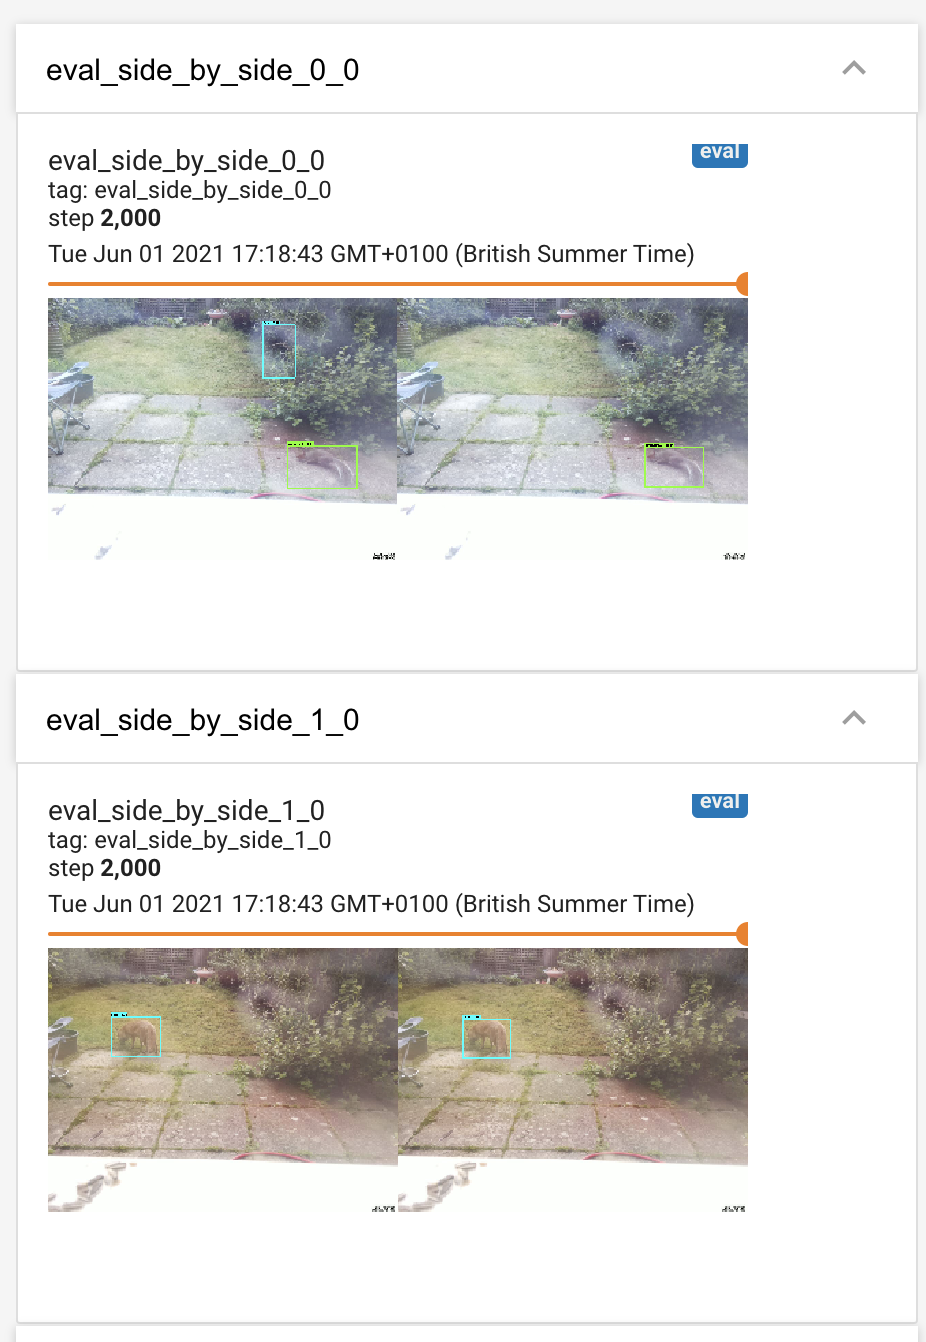 eval_side_by_side_0_0
eval_side_by_side_0_0
eval
tag: eval_side_by_side_0_0
step 2,000
Tue Jun 01 2021 17:18:43 GMT+0100 (British Summer Time)
eval_side_by_side_1_0
eval_side_by_side_1_0
eval
tag: eval_side_by_side_1_0
step 2,000
Tue Jun 01 2021 17:18:43 GMT+0100 (British Summer Time)